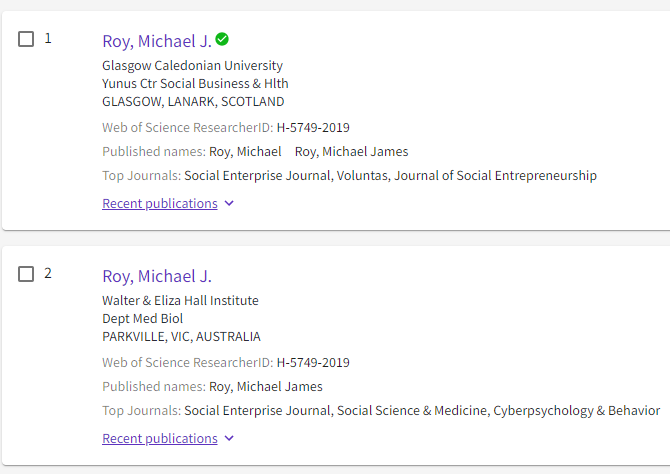 1
Roy, Michael J.
Glasgow Caledonian University
Yunus Ctr Social Business & Hlth
GLASGOW, LANARK, SCOTLAND
Web of Science ResearcherID: H-5749-2019
Published names: Roy, Michael Roy, Michael James
Top Journals: Social Enterprise Journal, Voluntas, Journal of Social Entrepreneurship
Recent publications
2
Roy, Michael J.
Walter & Eliza Hall Institute
Dept Med Biol
PARKVILLE, VIC, AUSTRALIA
Web of Science ResearcherID: H-5749-2019
Published names: Roy, Michael James
Top Journals: Social Enterprise Journal, Social Science & Medicine, Cyberpsychology & Behavior
Recent publications